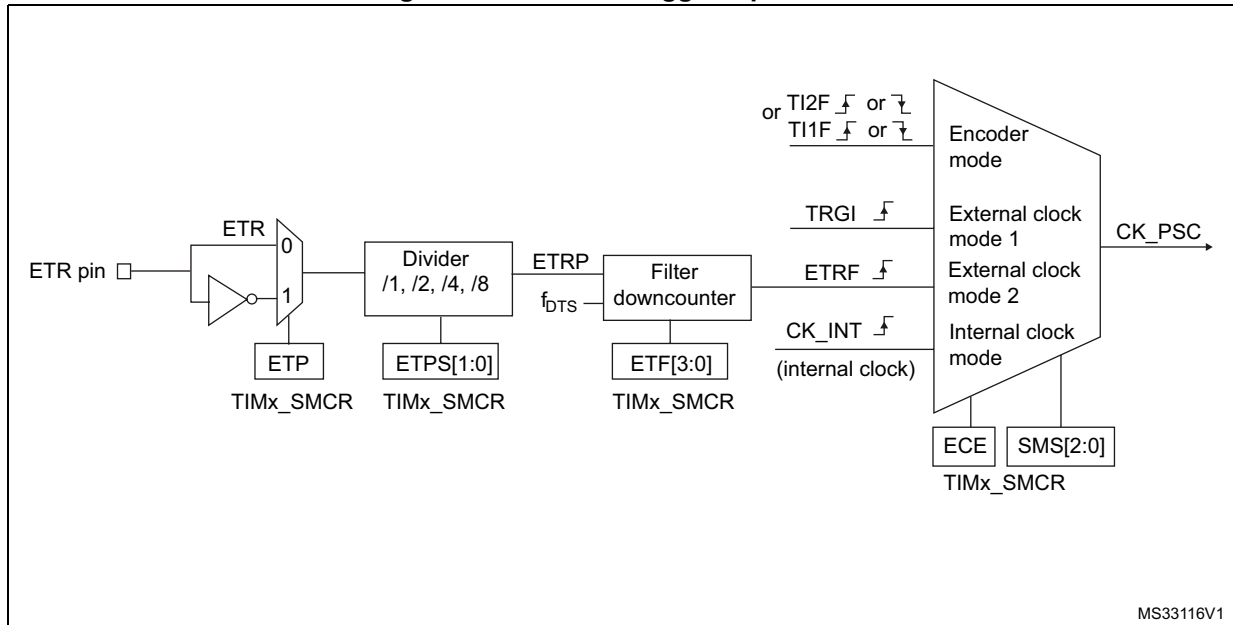 or TI2F or
TI1F or
Encoder
mode
TRGI
External clock
mode 1
CK_PSC
ETR
0
ETR pin
1
Divider
/1, /2, /4, /8
ETRP
fDTS
Filter
downcounter
ETRF
External clock
mode 2
CK_INT
(internal clock)
Internal clock
mode
ETP
TIMx_SMCR
ETPS[1:0]
TIMx_SMCR
ETF[3:0]
TIMx_SMCR
ECE
SMS[2:0]
TIMx_SMCR
MS33116V1